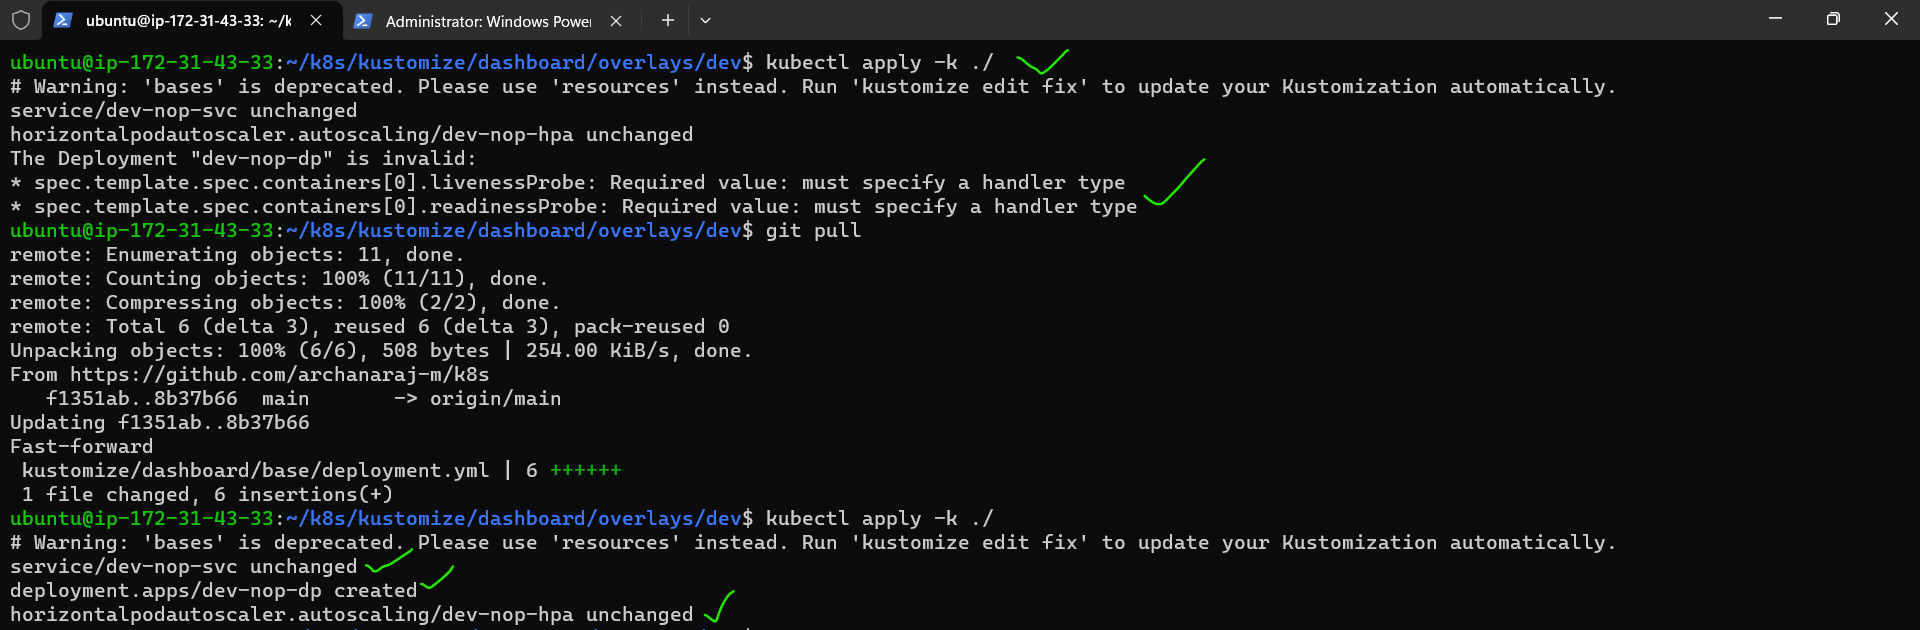 ubuntu@ip-172-31-43-33: ~/k
Administrator: Windows Power
ubuntu@ip-172-31-43-33:~/k8s/kustomize/dashboard/overlays/dev$ kubectl apply -k ./
# Warning: 'bases' is deprecated. Please use 'resources' instead. Run 'kustomize edit fix' to update your Kustomization automatically.
service/dev-nop-svc unchanged
horizontalpodautoscaler.autoscaling/dev-nop-hpa unchanged
The Deployment "dev-nop-dp" is invalid:
* spec.template.spec.containers[0].livenessProbe: Required value: must specify a handler type
* spec.template.spec.containers[0].readinessProbe: Required value: must specify a handler type
ubuntu@ip-172-31-43-33:~/k8s/kustomize/dashboard/overlays/dev$ git pull
remote: Enumerating objects: 11, done.
remote: Counting objects: 100% (11/11), done.
remote: Compressing objects: 100% (2/2), done.
remote: Total 6 (delta 3), reused 6 (delta 3), pack-reused 0
Unpacking objects: 100% (6/6), 508 bytes | 254.00 KiB/s, done.
From https://github.com/archanaraj-m/k8s
   f1351ab..8b37b66  main       -> origin/main
Updating f1351ab..8b37b66
Fast-forward
 kustomize/dashboard/base/deployment.yml | 6 ++++++
 1 file changed, 6 insertions(+)
ubuntu@ip-172-31-43-33:~/k8s/kustomize/dashboard/overlays/dev$ kubectl apply -k ./
# Warning: 'bases' is deprecated. Please use 'resources' instead. Run 'kustomize edit fix' to update your Kustomization automatically.
service/dev-nop-svc unchanged
deployment.apps/dev-nop-dp created
horizontalpodautoscaler.autoscaling/dev-nop-hpa unchanged